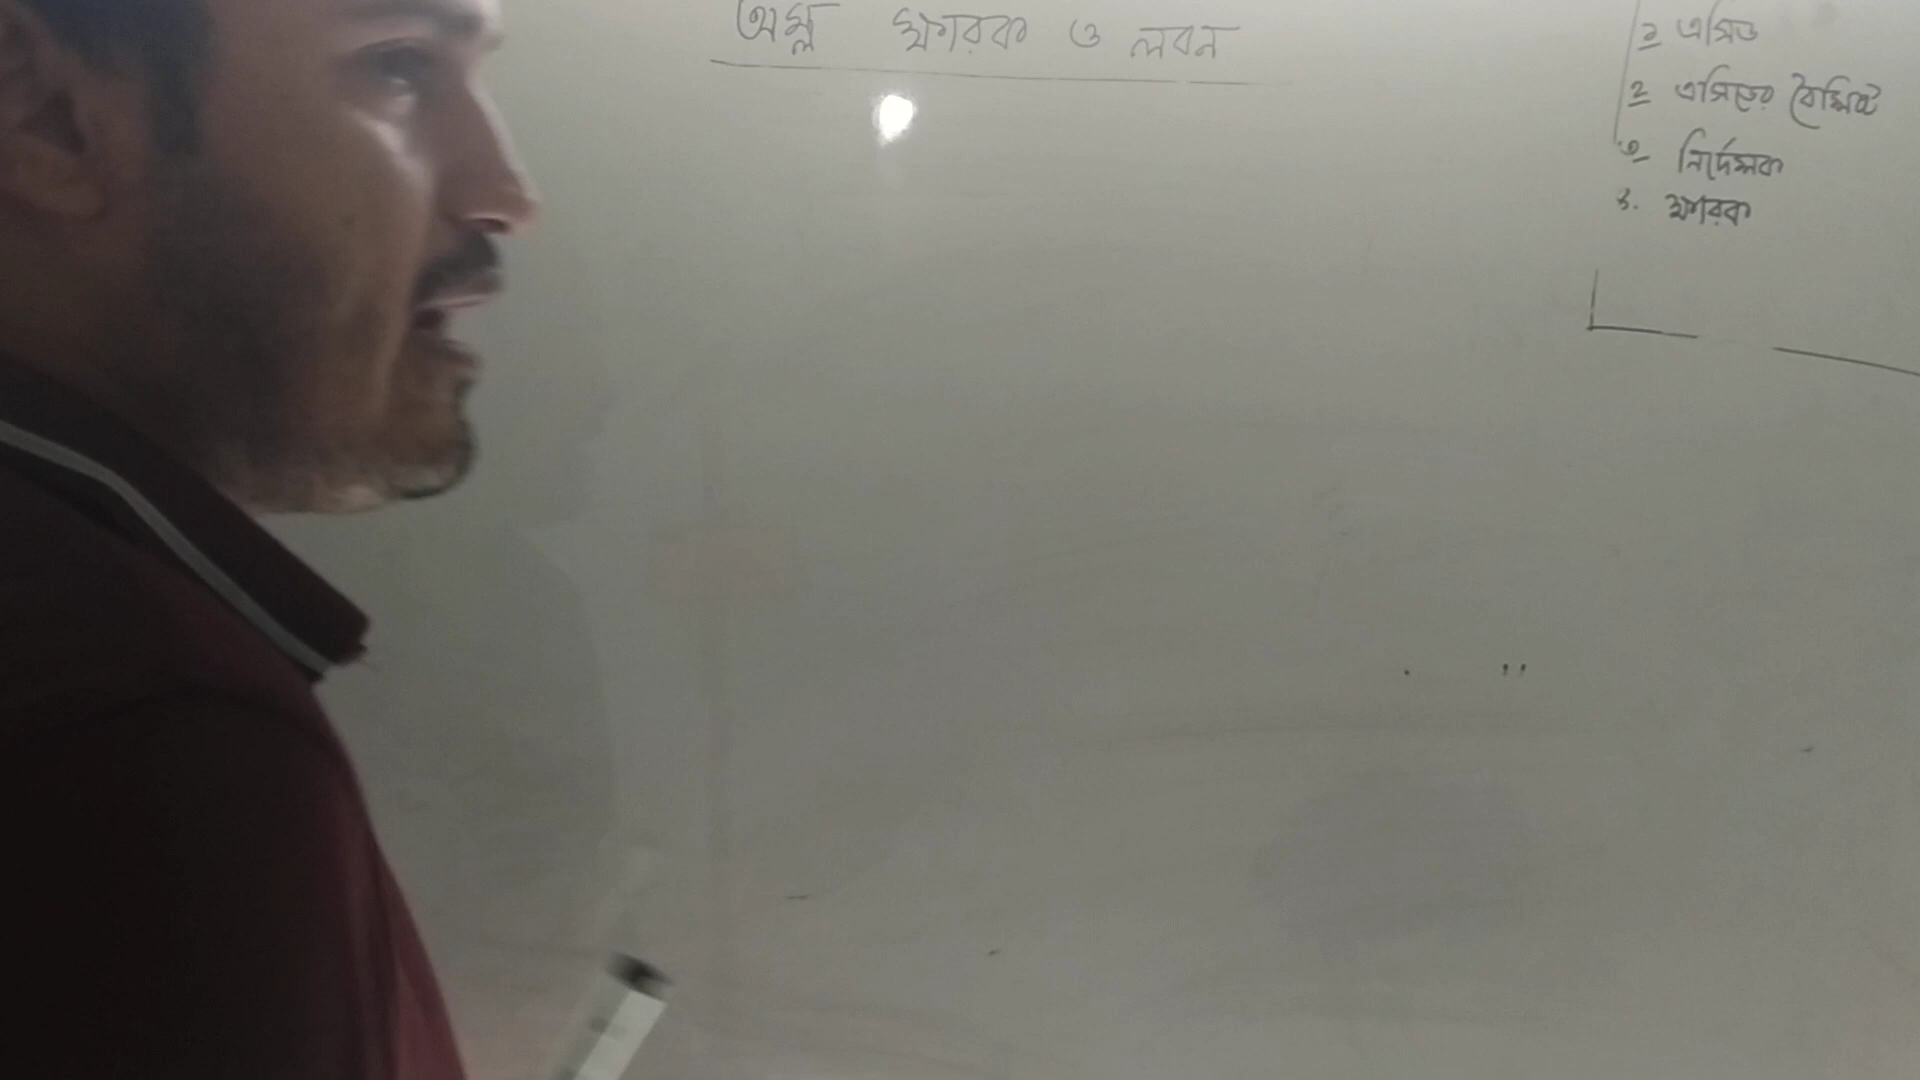 অম্ল ক্ষারক ও লবন
১ এসিড
২ এসিডের বৈশিষ্ট
৩ নির্দেশক
৪. ক্ষারক